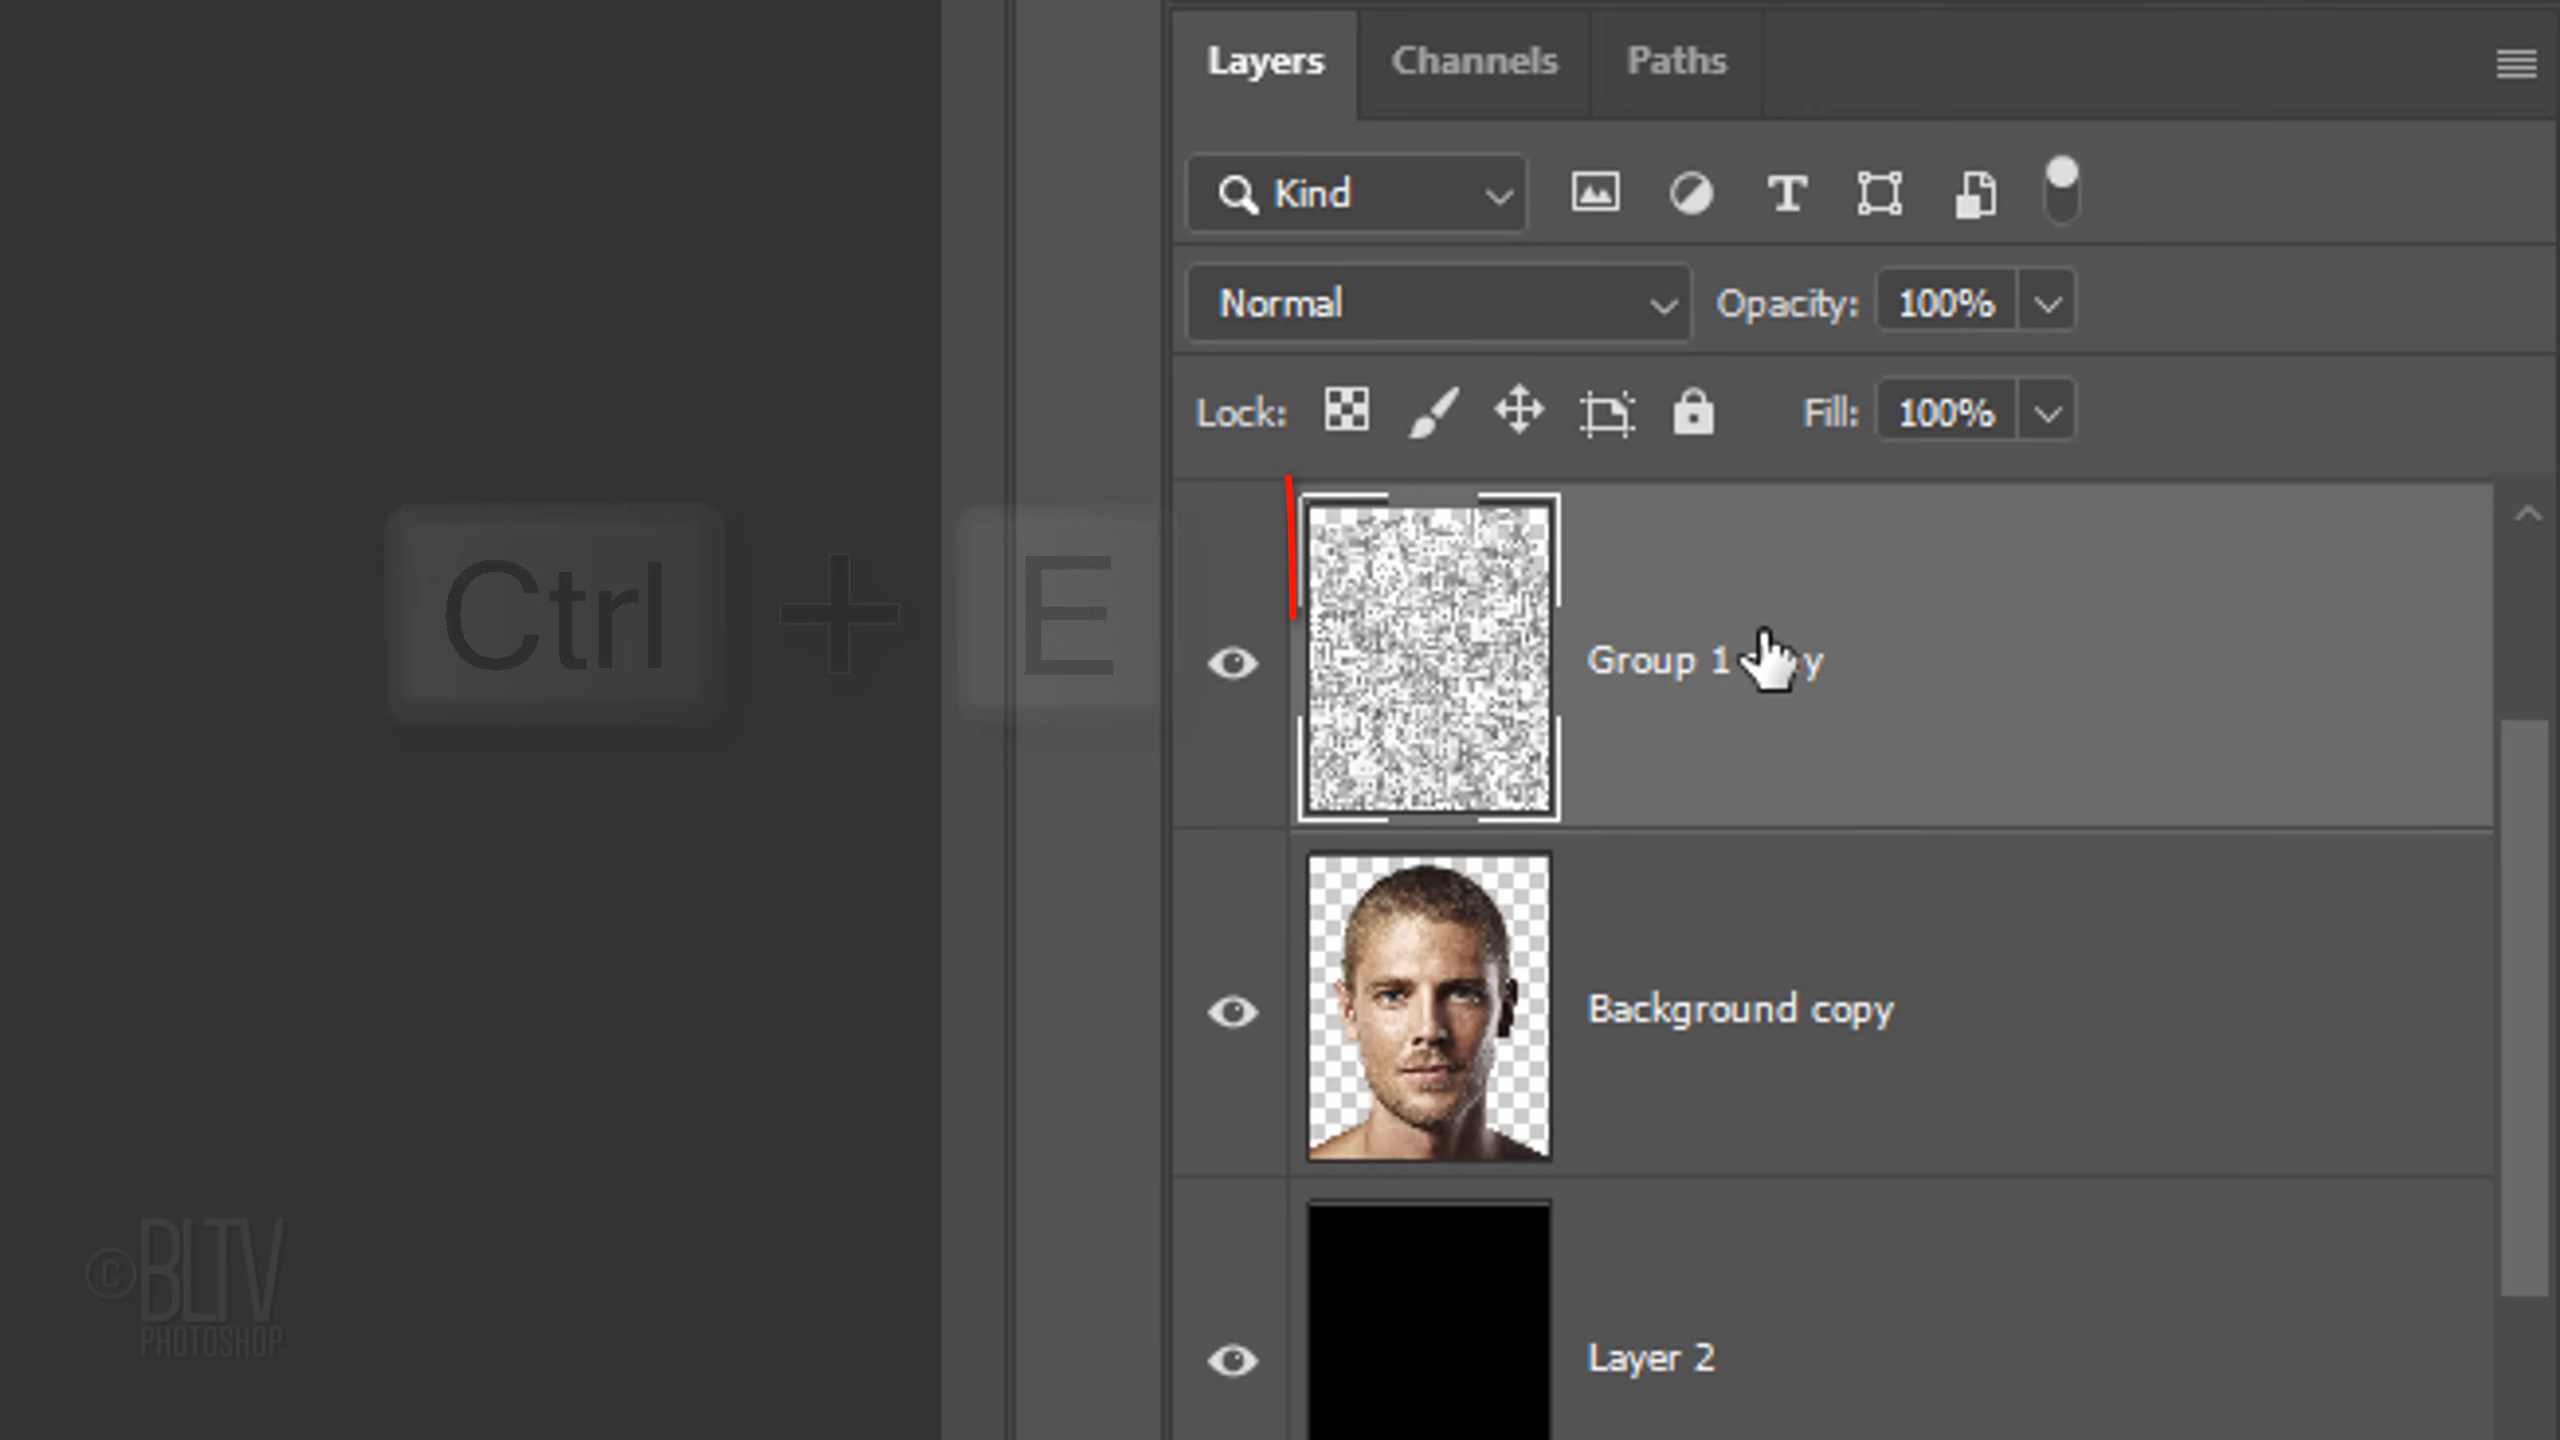 Layers Channels Paths
Kind T
Normal Opacity: 100%
Lock: Fill: 100%
Ctrl + E
Group 1 y
Background copy
Layer 2
©BLTV
PHOTOSHOP